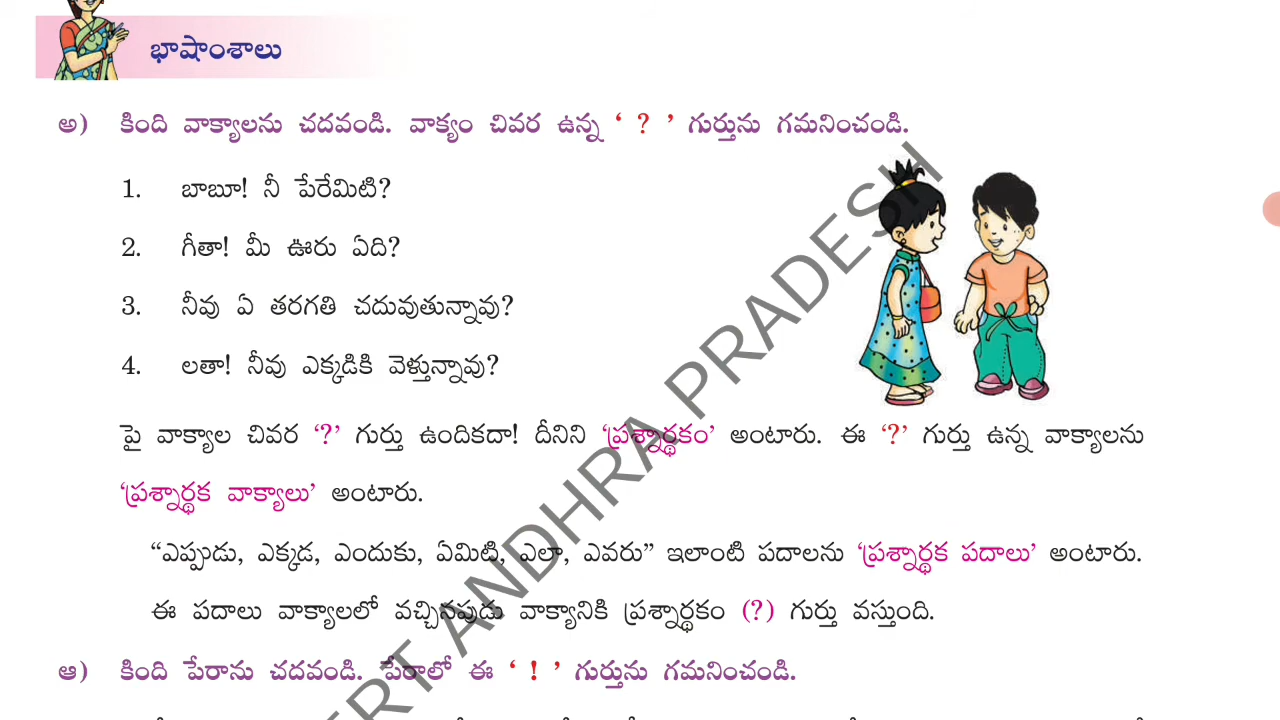 భాషాంశాలు
అ) కింది వాక్యాలను చదవండి. వాక్యం చివర ఉన్న ‘ ? ’ గుర్తును గమనించండి.
1. బాబూ! నీ పేరేమిటి?
2. గీతా! మీ ఊరు ఏది?
3. నీవు ఏ తరగతి చదువుతున్నావు?
4. లతా! నీవు ఎక్కడికి వెళ్తున్నావు?
పై వాక్యాల చివర ‘?’ గుర్తు ఉందికదా! దీనిని ‘ప్రశ్నార్థకం’ అంటారు. ఈ ‘?’ గుర్తు ఉన్న వాక్యాలను
‘ప్రశ్నార్థక వాక్యాలు’ అంటారు.
“ఎప్పుడు, ఎక్కడ, ఎందుకు, ఏమిటి, ఎలా, ఎవరు” ఇలాంటి పదాలను ‘ప్రశ్నార్థక పదాలు’ అంటారు.
ఈ పదాలు వాక్యాలలో వచ్చినపుడు వాక్యానికి ప్రశ్నార్థకం (?) గుర్తు వస్తుంది.
ఆ) కింది పేరాను చదవండి. పేరాలో ఈ ‘ ! ’ గుర్తును గమనించండి.
ANDHRA PRADESH